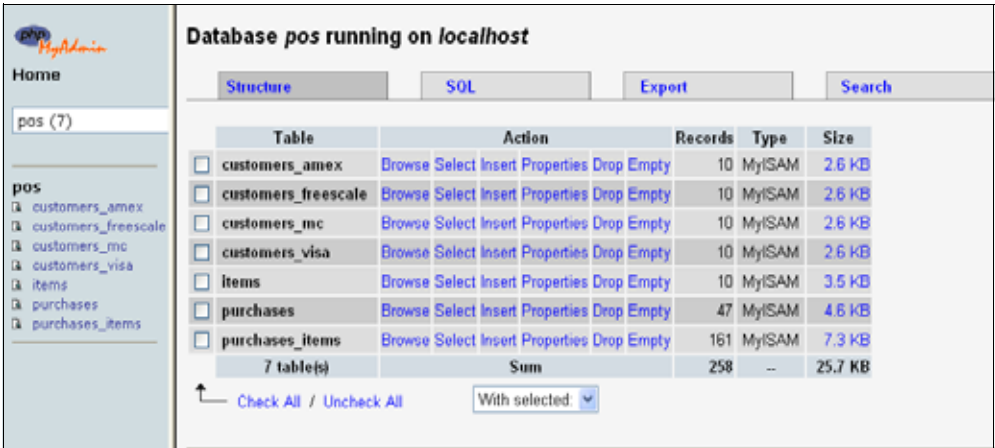 php
MyAdmin
Home
pos (7)
pos
customers_amex
customers_freescale
customers_mc
customers_visa
items
purchases
purchases_items
Database pos running on localhost
Structure SQL Export Search
Table Action Records Type Size
customers_amex Browse Select Insert Properties Drop Empty 10 MyISAM 2.6 KB
customers_freescale Browse Select Insert Properties Drop Empty 10 MyISAM 2.6 KB
customers_mc Browse Select Insert Properties Drop Empty 10 MyISAM 2.6 KB
customers_visa Browse Select Insert Properties Drop Empty 10 MyISAM 2.6 KB
items Browse Select Insert Properties Drop Empty 10 MyISAM 3.5 KB
purchases Browse Select Insert Properties Drop Empty 47 MyISAM 4.6 KB
purchases_items Browse Select Insert Properties Drop Empty 161 MyISAM 7.3 KB
7 table(s) Sum 258 -- 25.7 KB
Check All / Uncheck All With selected: